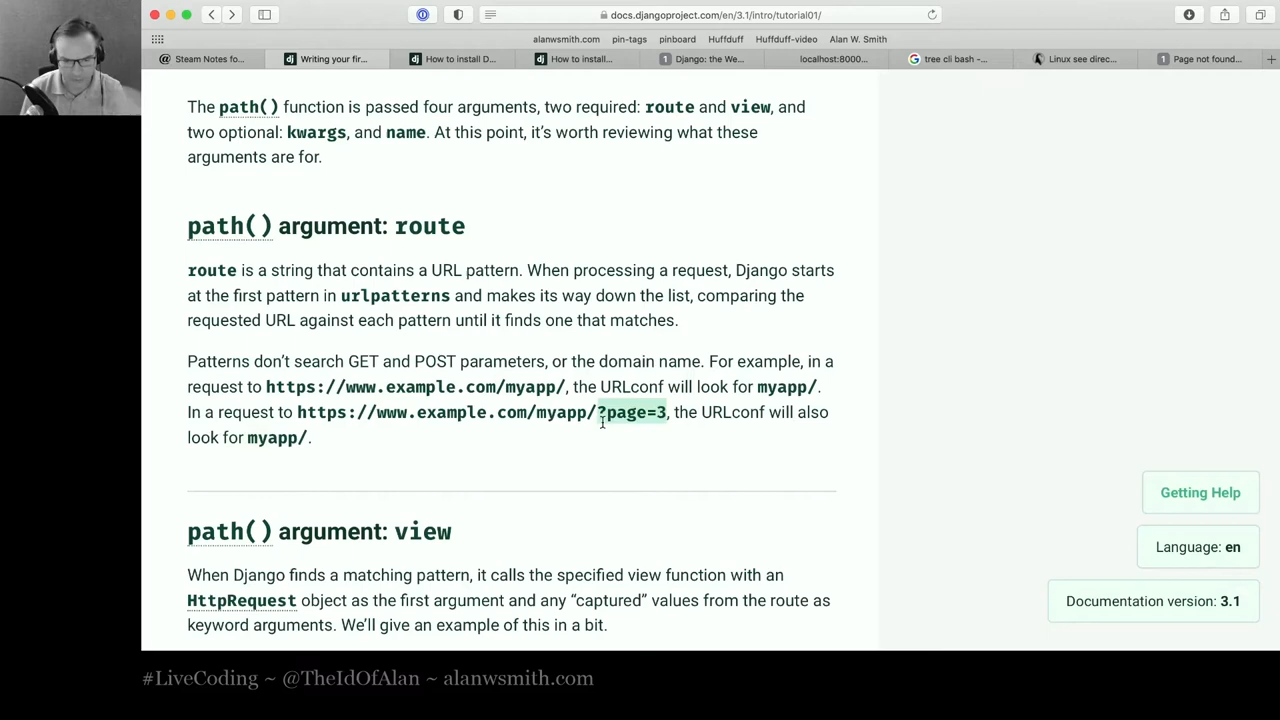 docs.djangoproject.com/en/3.1/intro/tutorial01/
alanwsmith.com pin-tags pinboard Huffduff Huffduff-video Alan W. Smith
@ Steam Notes fo... dj Writing your fir... dj How to install D... dj How to install... 1 Django: the We... localhost:8000... G tree cli bash -... Linux see direc... 1 Page not found...
The path() function is passed four arguments, two required: route and view, and
two optional: kwargs, and name. At this point, it’s worth reviewing what these
arguments are for.
path() argument: route
route is a string that contains a URL pattern. When processing a request, Django starts
at the first pattern in urlpatterns and makes its way down the list, comparing the
requested URL against each pattern until it finds one that matches.
Patterns don’t search GET and POST parameters, or the domain name. For example, in a
request to https://www.example.com/myapp/, the URLconf will look for myapp/.
In a request to https://www.example.com/myapp/?page=3, the URLconf will also
look for myapp/.
path() argument: view
When Django finds a matching pattern, it calls the specified view function with an
HttpRequest object as the first argument and any “captured” values from the route as
keyword arguments. We’ll give an example of this in a bit.
Getting Help
Language: en
Documentation version: 3.1
#LiveCoding ~ @TheIdOfAlan ~ alanwsmith.com